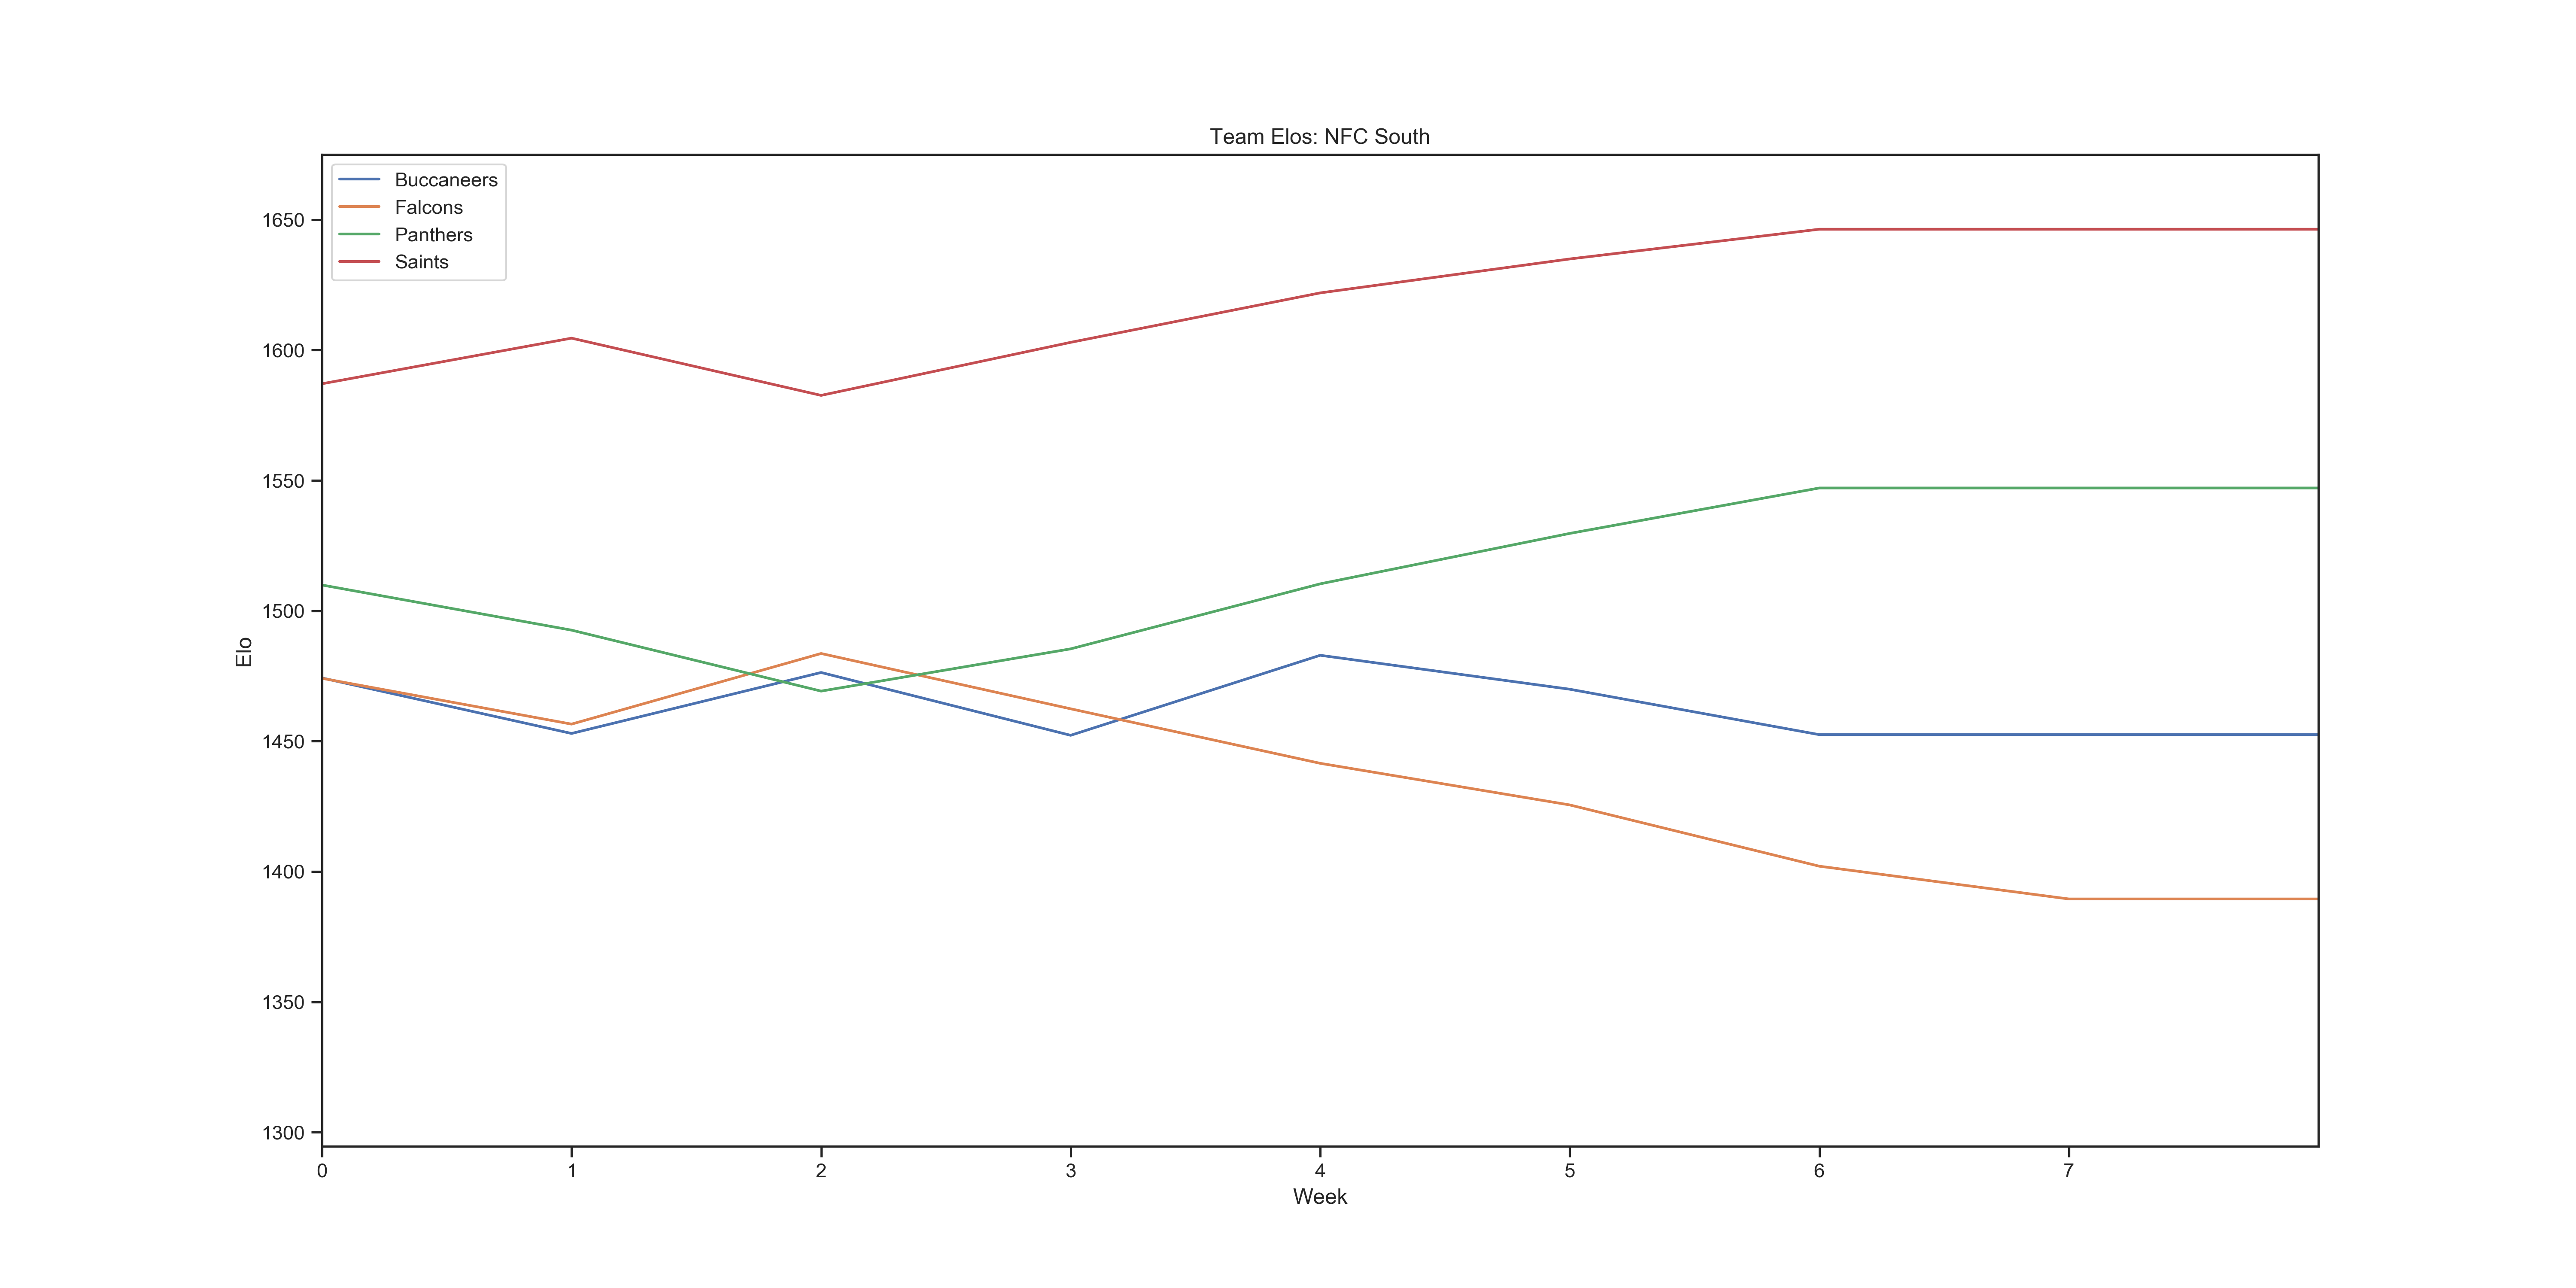 Team Elos: NFC South
Buccaneers
Falcons
Panthers
Saints
1650
1600
1550
1500
1450
1400
1350
1300
Elo
0 1 2 3 4 5 6 7
Week